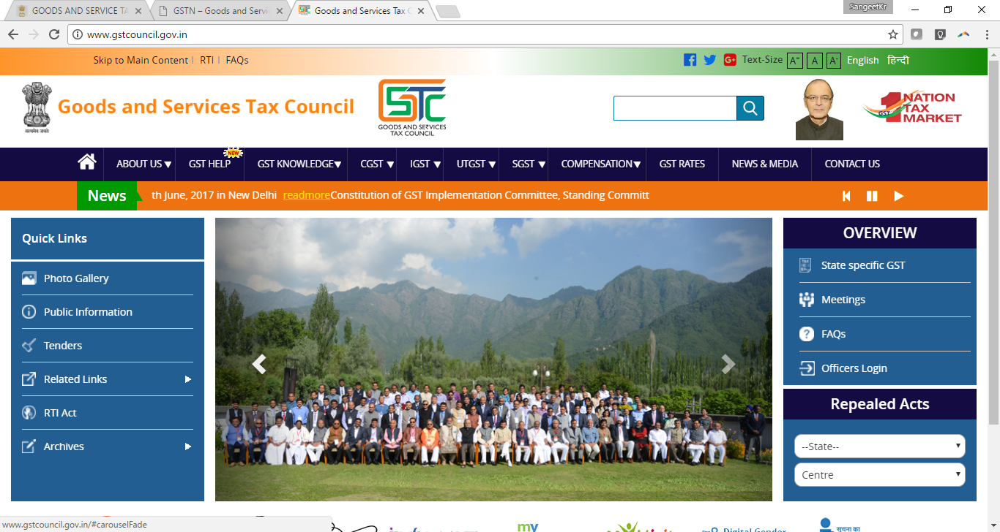 GOODS AND SERVICE TA
GSTN – Goods and Servi
Goods and Services Tax C
SangeetKr
www.gstcouncil.gov.in
Skip to Main Content
RTI
FAQs
Text-Size A+ A A-
English
हिन्दी
सत्यमेव जयते
Goods and Services Tax Council
GSTC
GOODS AND SERVICES
TAX COUNCIL
GST
1 NATION
TAX
MARKET
ABOUT US
GST HELP
NEW
GST KNOWLEDGE
CGST
IGST
UTGST
SGST
COMPENSATION
GST RATES
NEWS & MEDIA
CONTACT US
News
th June, 2017 in New Delhi readmoreConstitution of GST Implementation Committee, Standing Committ
Quick Links
Photo Gallery
Public Information
Tenders
Related Links
RTI Act
Archives
OVERVIEW
State specific GST
Meetings
FAQs
Officers Login
Repealed Acts
--State--
Centre
www.gstcouncil.gov.in/#carouselFade
my
Digital Gender
सूचना का